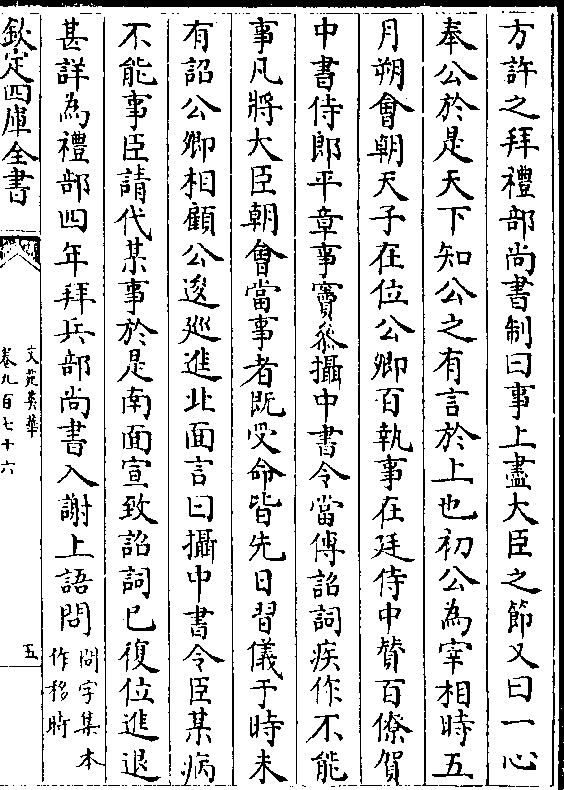 方許之拜禮部尚書制曰事上盡大臣之節又曰一心
奉公於是天下知公之有言於上也初公為宰相時五
月朔會朝天子在位公卿百執事在廷侍中贊百僚賀
中書侍郎平章事竇叅攝中書令當傳詔詞疾作不能
事凡將大臣朝會當事者既受命皆先日習儀于時未
有詔公卿相顧公逡廵進北面言曰攝中書令臣某病
不能事臣請代某事於是南面宣致詔詞已復位進退
甚詳為禮部四年拜兵部尚書入謝上語問問字集本
作移時
欽定四庫全書
文苑英華
卷九百七十六
五